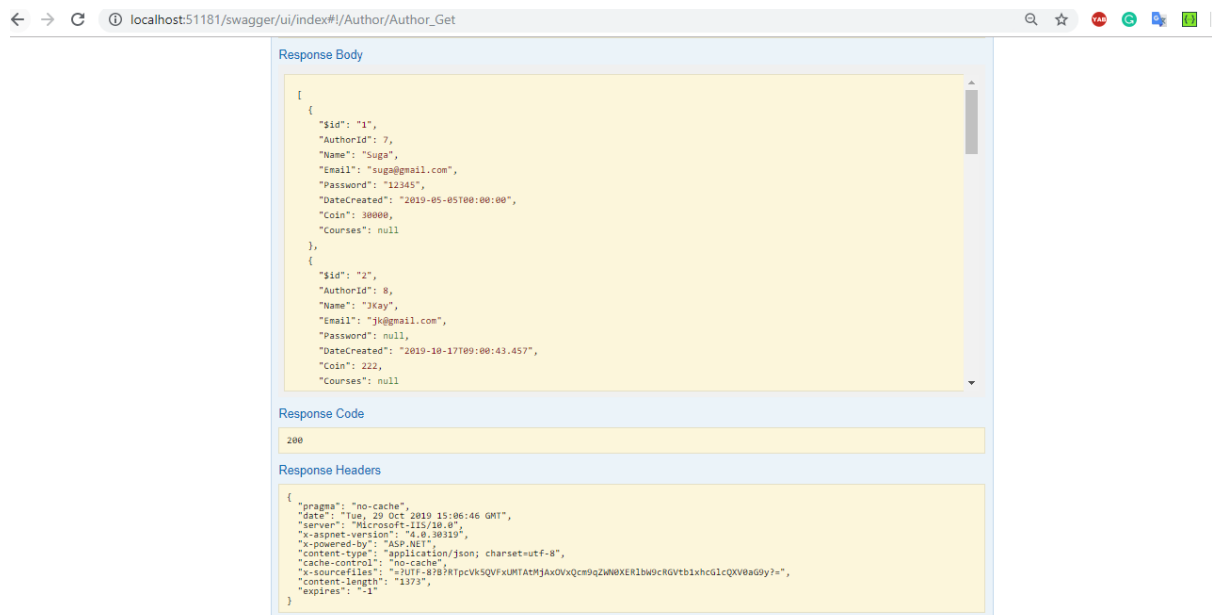 localhost:51181/swagger/ui/index#!/Author/Author_Get
Response Body
[
{
"$id": "1",
"AuthorId": 7,
"Name": "Suga",
"Email": "suga@gmail.com",
"Password": "12345",
"DateCreated": "2019-05-05T00:00:00",
"Coin": 30000,
"Courses": null
},
{
"$id": "2",
"AuthorId": 8,
"Name": "JKay",
"Email": "jk@gmail.com",
"Password": null,
"DateCreated": "2019-10-17T09:00:43.457",
"Coin": 222,
"Courses": null
Response Code
200
Response Headers
{
"pragma": "no-cache",
"date": "Tue, 29 Oct 2019 15:06:46 GMT",
"server": "Microsoft-IIS/10.0",
"x-aspnet-version": "4.0.30319",
"x-powered-by": "ASP.NET",
"content-type": "application/json; charset=utf-8",
"cache-control": "no-cache",
"x-sourcefiles":
"content-length": "1373",
"expires": "-1"
}